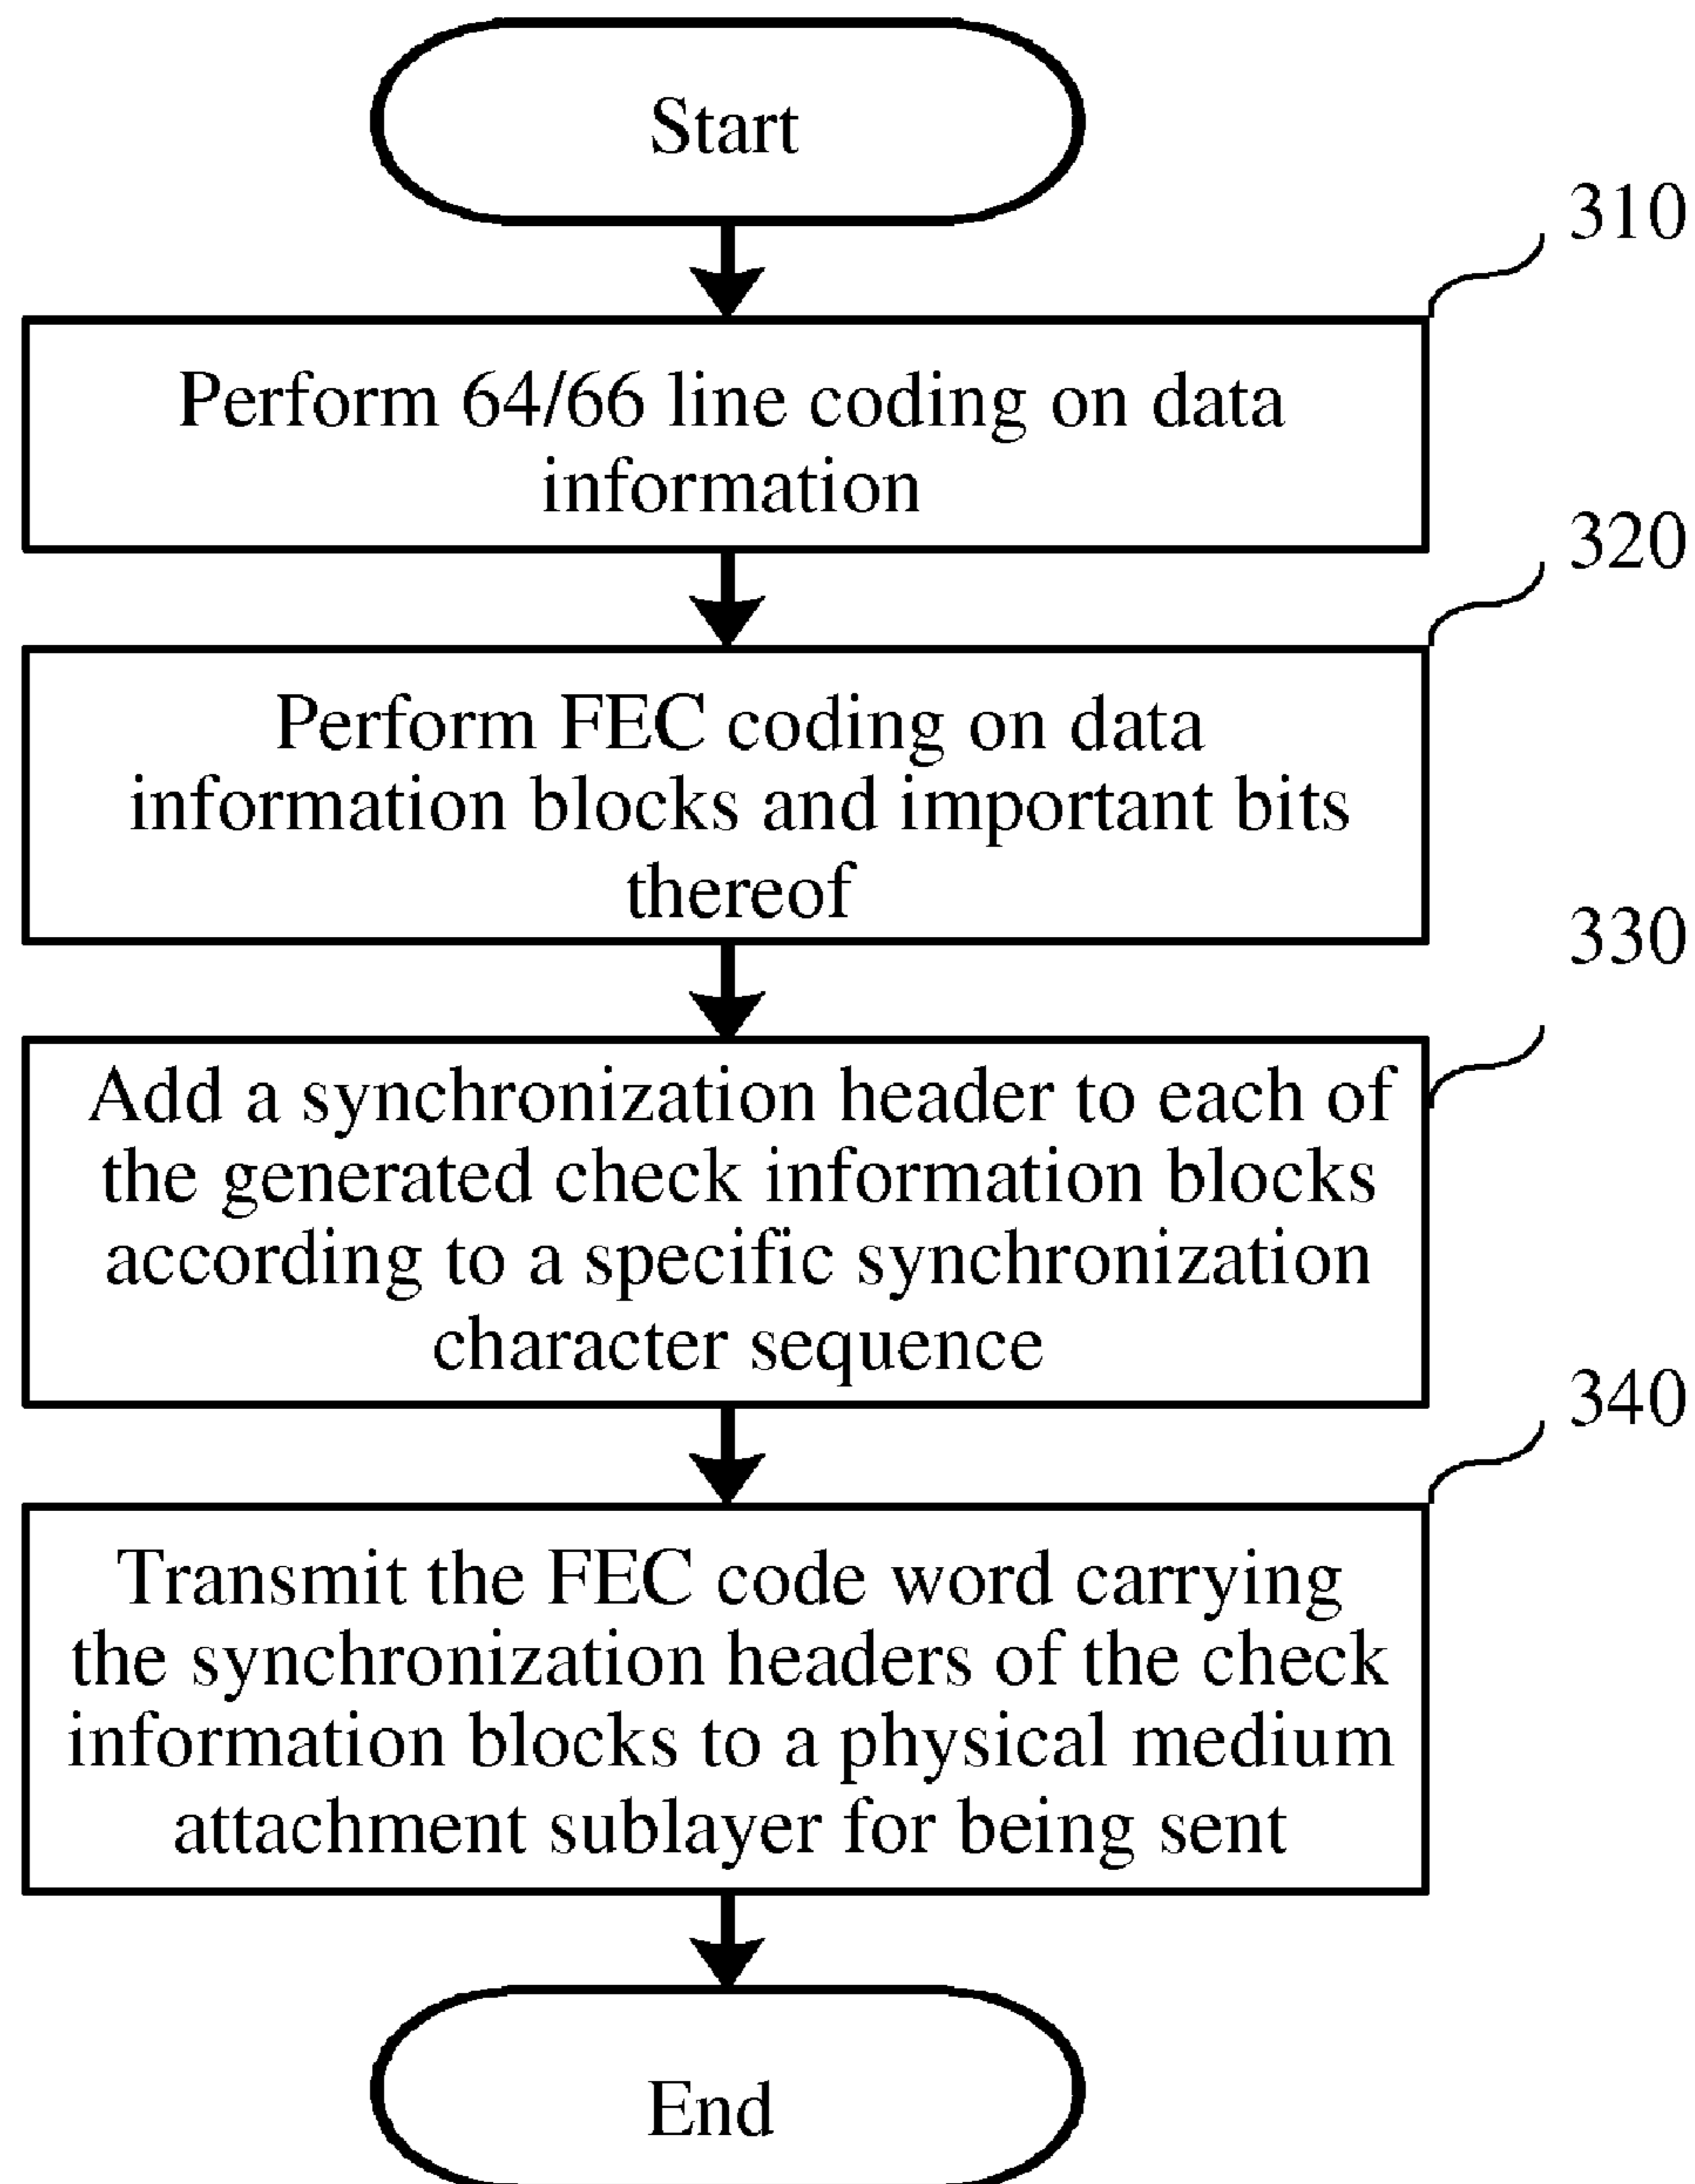 Start
310
Perform 64/66 line coding on data
information
320
Perform FEC coding on data
information blocks and important bits
thereof
330
Add a synchronization header to each of
the generated check information blocks
according to a specific synchronization
character sequence
340
Transmit the FEC code word carrying
the synchronization headers of the check
information blocks to a physical medium
attachment sublayer for being sent
End